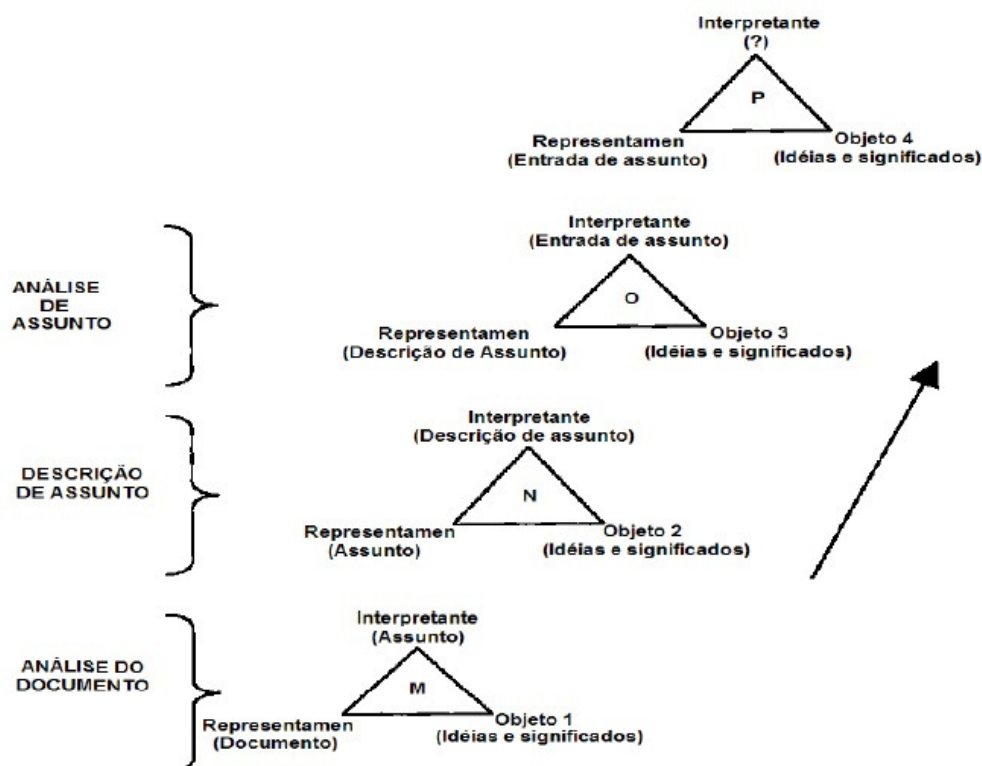 Interpretante
(?)
P
Representamen
(Entrada de assunto)
Objeto 4
(Idéias e significados)
Interpretante
(Entrada de assunto)
ANÁLISE
DE
ASSUNTO
O
Representamen
(Descrição de Assunto)
Objeto 3
(Idéias e significados)
Interpretante
(Descrição de assunto)
DESCRIÇÃO
DE ASSUNTO
N
Representamen
(Assunto)
Objeto 2
(Idéias e significados)
Interpretante
(Assunto)
ANÁLISE DO
DOCUMENTO
M
Representamen
(Documento)
Objeto 1
(Idéias e significados)